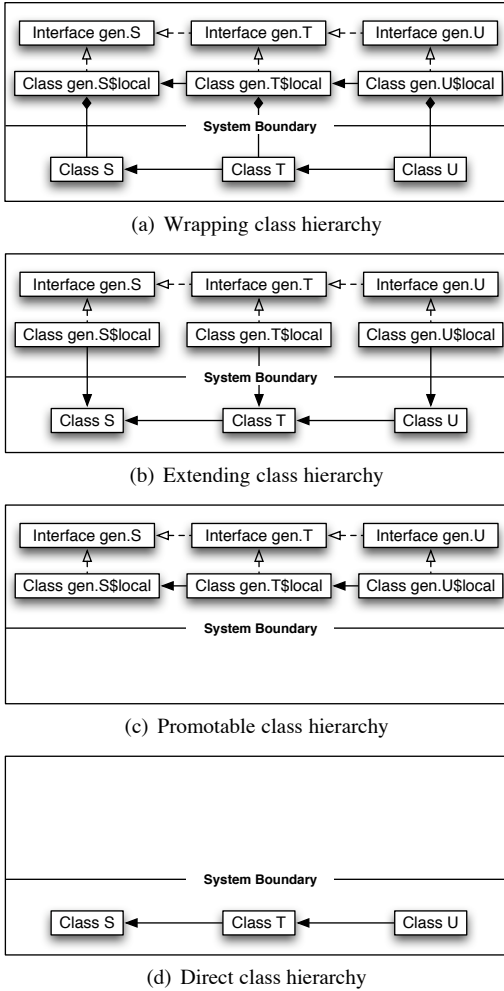 Interface gen.S Interface gen.T Interface gen.U
Class gen.S$local Class gen.T$local Class gen.U$local
System Boundary
Class S Class T Class U
(a) Wrapping class hierarchy
Interface gen.S Interface gen.T Interface gen.U
Class gen.S$local Class gen.T$local Class gen.U$local
System Boundary
Class S Class T Class U
(b) Extending class hierarchy
Interface gen.S Interface gen.T Interface gen.U
Class gen.S$local Class gen.T$local Class gen.U$local
System Boundary
(c) Promotable class hierarchy
System Boundary
Class S Class T Class U
(d) Direct class hierarchy